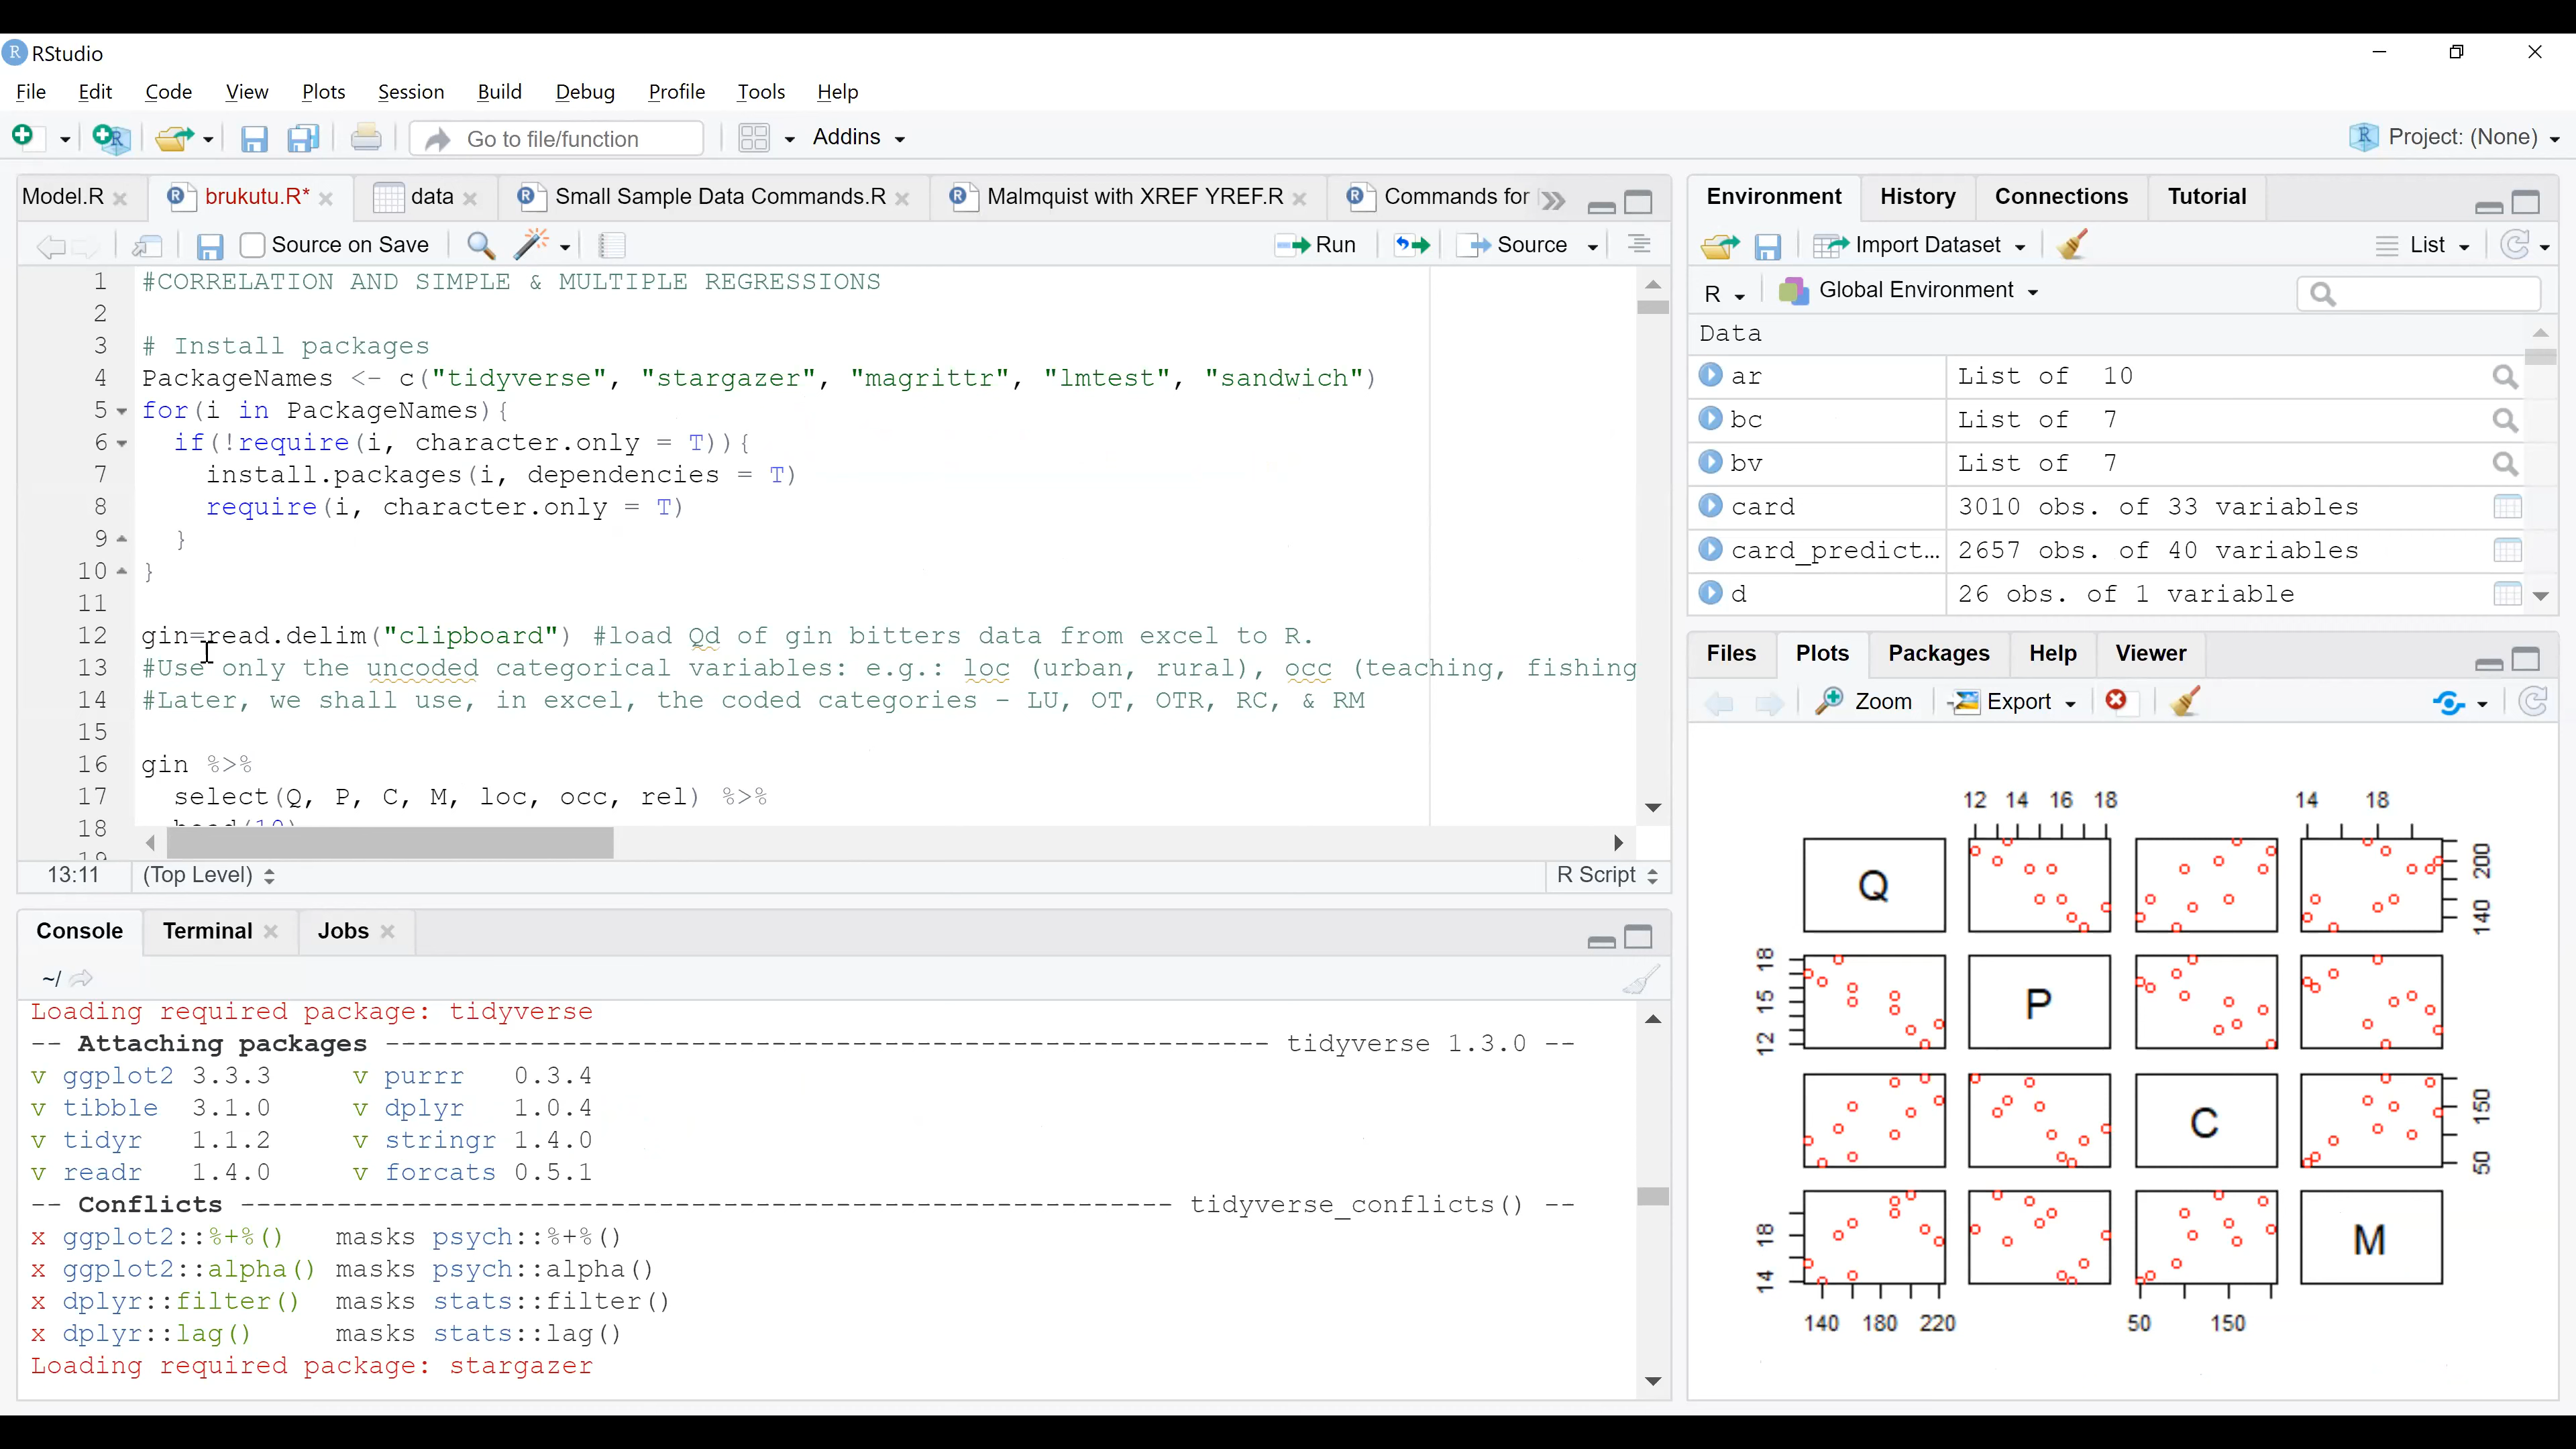 RStudio
File Edit Code View Plots Session Build Debug Profile Tools Help
Go to file/function Addins Project: (None)
Model.R brukutu.R* data Small Sample Data Commands.R Malmquist with XREF YREF.R Commands for
Source on Save Run Source
1 #CORRELATION AND SIMPLE & MULTIPLE REGRESSIONS
2
3 # Install packages
4 PackageNames <- c("tidyverse", "stargazer", "magrittr", "lmtest", "sandwich")
5 for(i in PackageNames){
6 if(!require(i, character.only = T)){
7 install.packages(i, dependencies = T)
8 require(i, character.only = T)
9 }
10 }
11
12 gin=read.delim("clipboard") #load Qd of gin bitters data from excel to R.
13 #Use only the uncoded categorical variables: e.g.: loc (urban, rural), occ (teaching, fishing
14 #Later, we shall use, in excel, the coded categories - LU, OT, OTR, RC, & RM
15
16 gin %>%
17 select(Q, P, C, M, loc, occ, rel) %>%
18
13:11 (Top Level) R Script
Console Terminal Jobs
~/
Loading required package: tidyverse
-- Attaching packages ------------------------------------------------------- tidyverse 1.3.0 --
v ggplot2 3.3.3 v purrr 0.3.4
v tibble 3.1.0 v dplyr 1.0.4
v tidyr 1.1.2 v stringr 1.4.0
v readr 1.4.0 v forcats 0.5.1
-- Conflicts ---------------------------------------------------------- tidyverse_conflicts() --
x ggplot2::%+%() masks psych::%+%()
x ggplot2::alpha() masks psych::alpha()
x dplyr::filter() masks stats::filter()
x dplyr::lag() masks stats::lag()
Loading required package: stargazer
Environment History Connections Tutorial
Import Dataset List
R Global Environment
Data
ar List of 10
bc List of 7
bv List of 7
card 3010 obs. of 33 variables
card_predict… 2657 obs. of 40 variables
d 26 obs. of 1 variable
Files Plots Packages Help Viewer
Zoom Export
12 14 16 18 14 18
Q 140 200
12 15 18 P
C 50 150
14 18 M
140 180 220 50 150